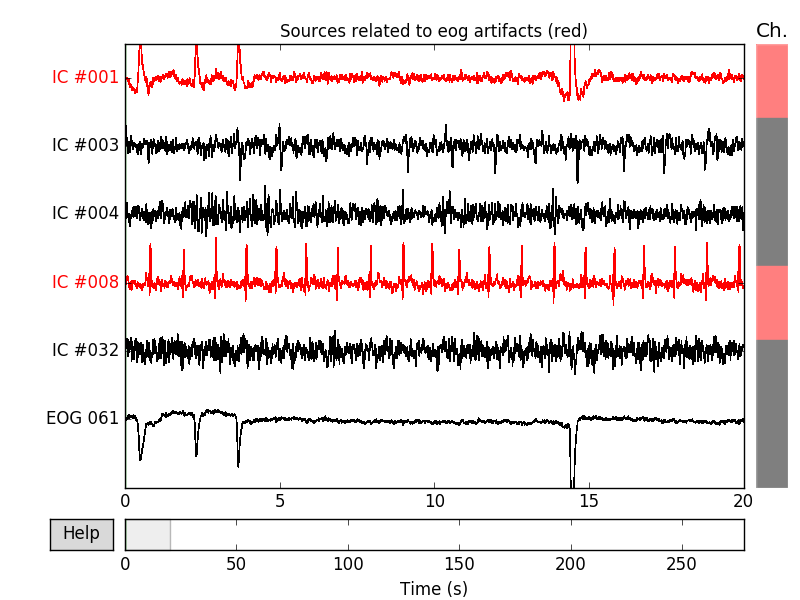 Sources related to eog artifacts (red)
Ch.
IC #001
IC #003
IC #004
IC #008
IC #032
EOG 061
0 5 10 15 20
Help
0 50 100 150 200 250
Time (s)